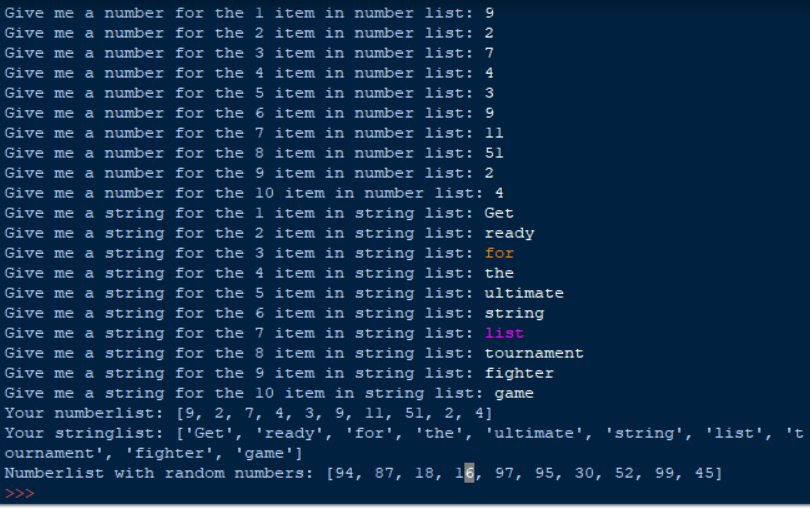 Give me a number for the 1 item in number list: 9
Give me a number for the 2 item in number list: 2
Give me a number for the 3 item in number list: 7
Give me a number for the 4 item in number list: 4
Give me a number for the 5 item in number list: 3
Give me a number for the 6 item in number list: 9
Give me a number for the 7 item in number list: 11
Give me a number for the 8 item in number list: 51
Give me a number for the 9 item in number list: 2
Give me a number for the 10 item in number list: 4
Give me a string for the 1 item in string list: Get
Give me a string for the 2 item in string list: ready
Give me a string for the 3 item in string list: for
Give me a string for the 4 item in string list: the
Give me a string for the 5 item in string list: ultimate
Give me a string for the 6 item in string list: string
Give me a string for the 7 item in string list: list
Give me a string for the 8 item in string list: tournament
Give me a string for the 9 item in string list: fighter
Give me a string for the 10 item in string list: game
Your numberlist: [9, 2, 7, 4, 3, 9, 11, 51, 2, 4]
Your stringlist: ['Get', 'ready', 'for', 'the', 'ultimate', 'string', 'list', 't
ournament', 'fighter', 'game']
Numberlist with random numbers: [94, 87, 18, 16, 97, 95, 30, 52, 99, 45]
>>>